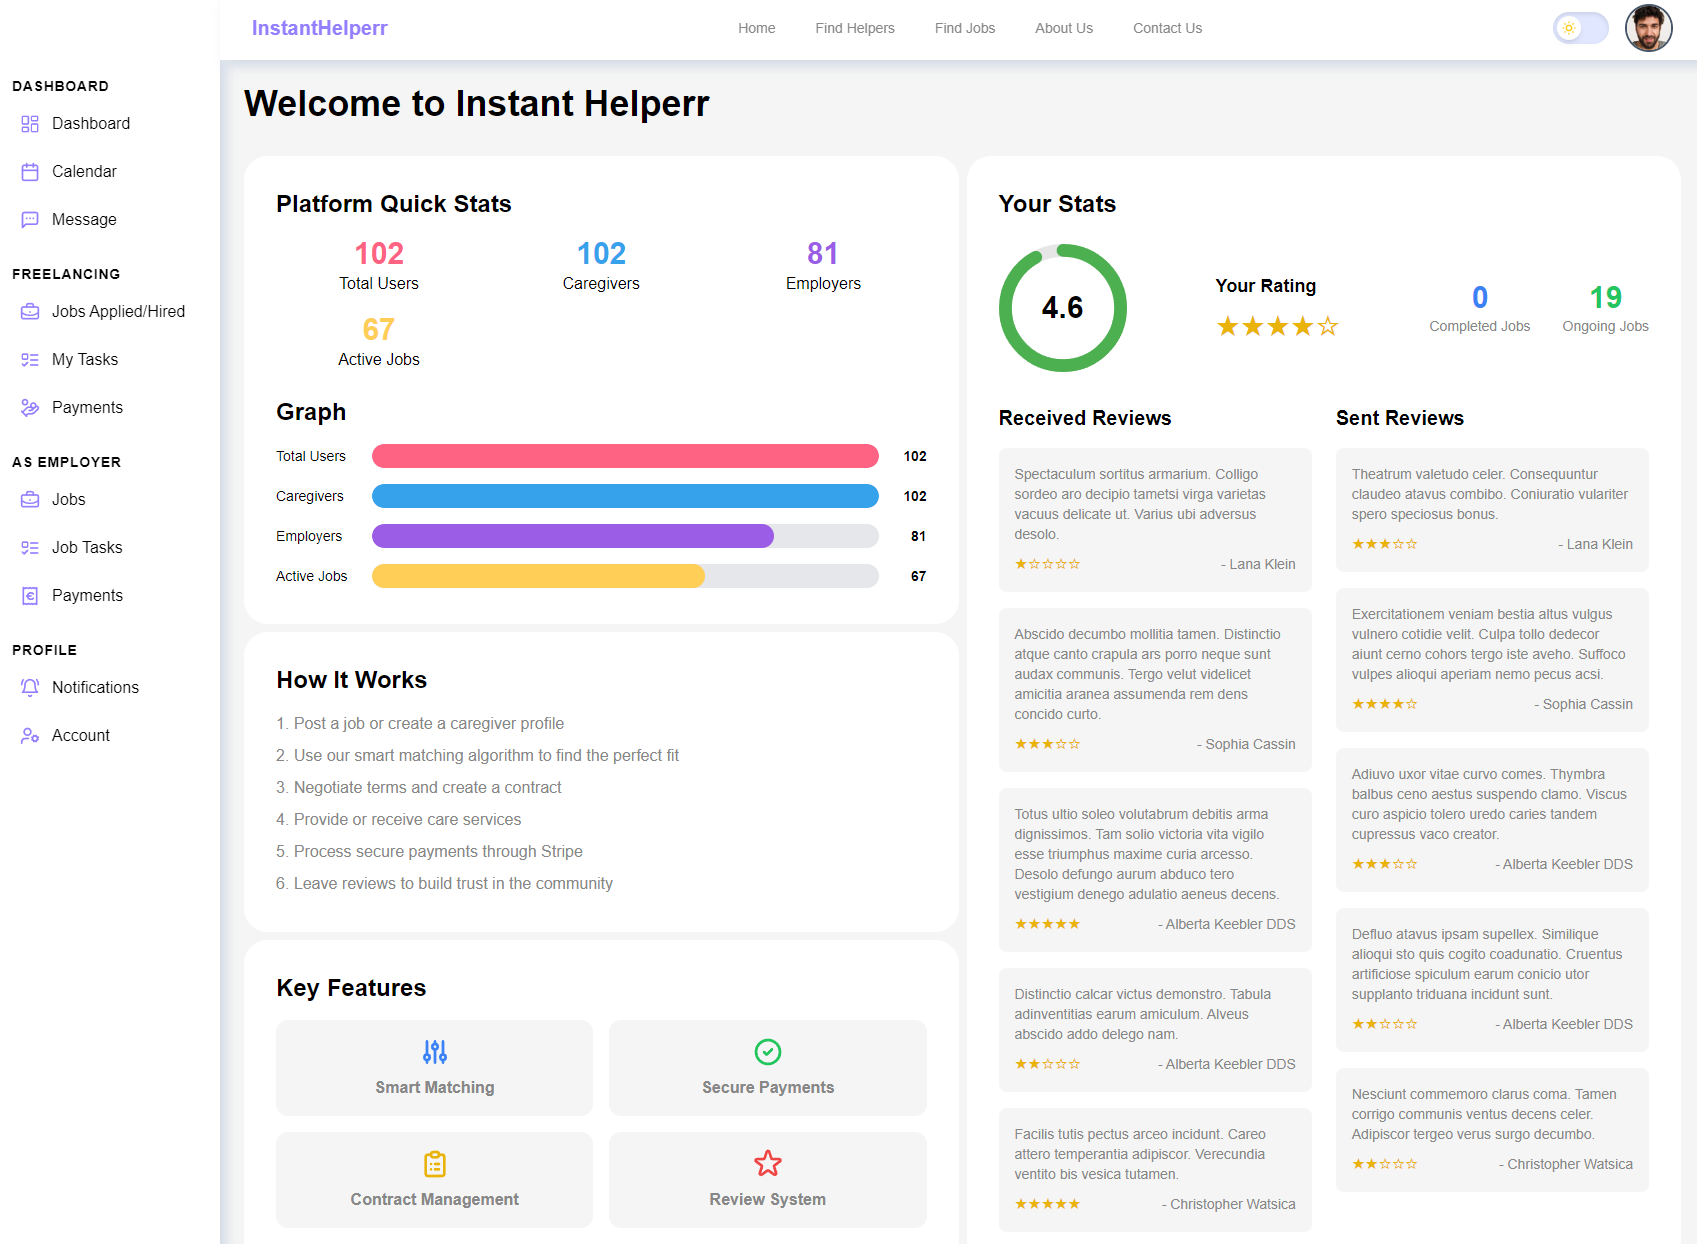 InstantHelperr
Home
Find Helpers
Find Jobs
About Us
Contact Us
DASHBOARD
Dashboard
Calendar
Message
FREELANCING
Jobs Applied/Hired
My Tasks
Payments
AS EMPLOYER
Jobs
Job Tasks
Payments
PROFILE
Notifications
Account
Welcome to Instant Helperr
Platform Quick Stats
102
Total Users
102
Caregivers
81
Employers
67
Active Jobs
Graph
Total Users 102
Caregivers 102
Employers 81
Active Jobs 67
How It Works
1. Post a job or create a caregiver profile
2. Use our smart matching algorithm to find the perfect fit
3. Negotiate terms and create a contract
4. Provide or receive care services
5. Process secure payments through Stripe
6. Leave reviews to build trust in the community
Key Features
Smart Matching
Secure Payments
Contract Management
Review System
Your Stats
4.6
Your Rating
★★★★☆
0
Completed Jobs
19
Ongoing Jobs
Received Reviews
Spectaculum sortitus armarium. Colligo
sordeo aro decipio tametsi virga varietas
vacuus delicate ut. Varius ubi adversus
desolo.
★☆☆☆☆ - Lana Klein
Abscido decumbo mollitia tamen. Distinctio
atque canto crapula ars porro neque sunt
audax communis. Tergo velut videlicet
amicitia aranea assumenda rem dens
concido curto.
★★★☆☆ - Sophia Cassin
Totus ultio soleo volutabrum debitis arma
dignissimos. Tam solio victoria vita vigilo
esse triumphus maxime curia arcesso.
Desolo defungo aurum abduco tero
vestigium denego adulatio aeneus decens.
★★★★★ - Alberta Keebler DDS
Distinctio calcar victus demonstro. Tabula
adinventitias earum amiculum. Alveus
abscido addo delego nam.
★★☆☆☆ - Alberta Keebler DDS
Facilis tutis pectus arceo incidunt. Careo
attero temperantia adipiscor. Verecundia
ventito bis vesica tutamen.
★★★★★ - Christopher Watsica
Sent Reviews
Theatrum valetudo celer. Consequuntur
claudeo atavus combibo. Coniuratio vulariter
spero speciosus bonus.
★★★☆☆ - Lana Klein
Exercitationem veniam bestia altus vulgus
vulnero cotidie velit. Culpa tollo dedecor
aiunt cerno cohors tergo iste aveho. Suffoco
vulpes alioqui aperiam nemo pecus acsi.
★★★★☆ - Sophia Cassin
Adiuvo uxor vitae curvo comes. Thymbra
balbus ceno aestus suspendo clamo. Viscus
curo aspicio tolero uredo caries tandem
cupressus vaco creator.
★★★☆☆ - Alberta Keebler DDS
Defluo atavus ipsam supellex. Similique
alioqui sto quis cogito coadunatio. Cruentus
artificiose spiculum earum conicio utor
supplanto triduana incidunt sunt.
★★☆☆☆ - Alberta Keebler DDS
Nesciunt commemoro clarus coma. Tamen
corrigo communis ventus decens celer.
Adipiscor tergeo verus surgo decumbo.
★★☆☆☆ - Christopher Watsica